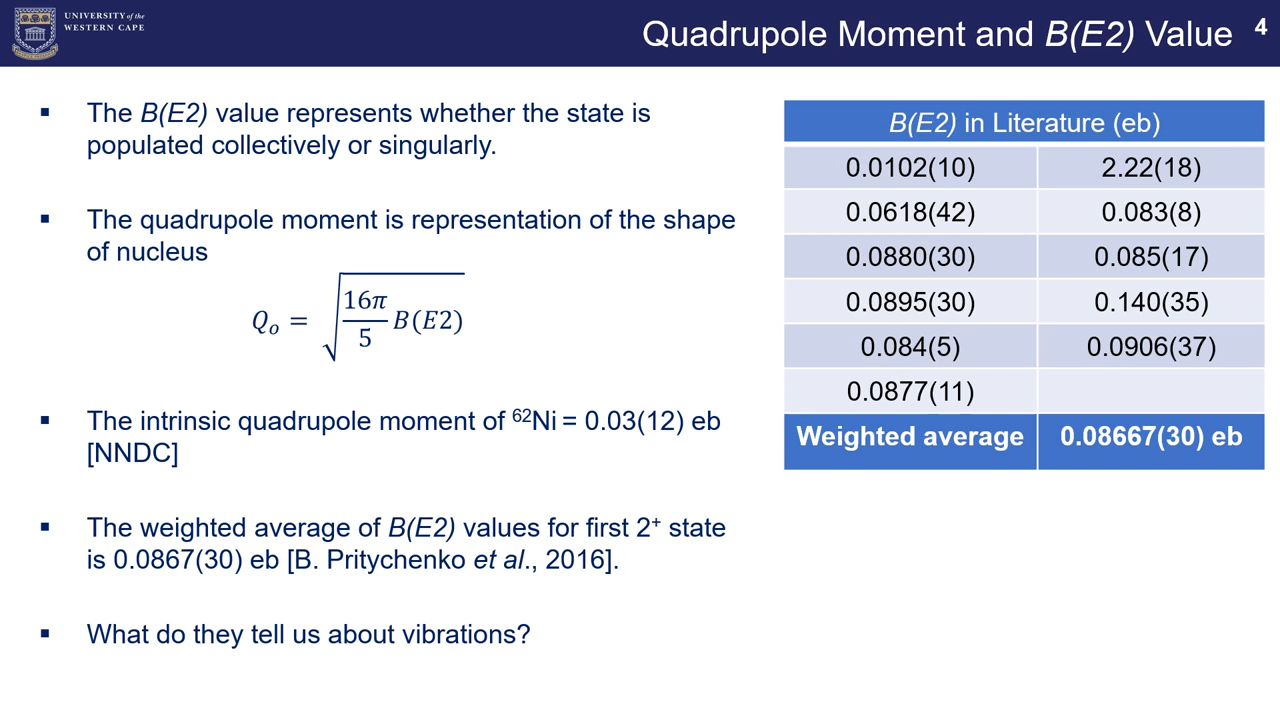 UNIVERSITY of the
WESTERN CAPE
Quadrupole Moment and B(E2) Value
4
▪ The B(E2) value represents whether the state is
populated collectively or singularly.
▪ The quadrupole moment is representation of the shape
of nucleus
Qₒ = √(16π/5 B(E2))
▪ The intrinsic quadrupole moment of ⁶²Ni = 0.03(12) eb
[NNDC]
▪ The weighted average of B(E2) values for first 2⁺ state
is 0.0867(30) eb [B. Pritychenko et al., 2016].
▪ What do they tell us about vibrations?
B(E2) in Literature (eb)
0.0102(10) 2.22(18)
0.0618(42) 0.083(8)
0.0880(30) 0.085(17)
0.0895(30) 0.140(35)
0.084(5) 0.0906(37)
0.0877(11)
Weighted average 0.08667(30) eb